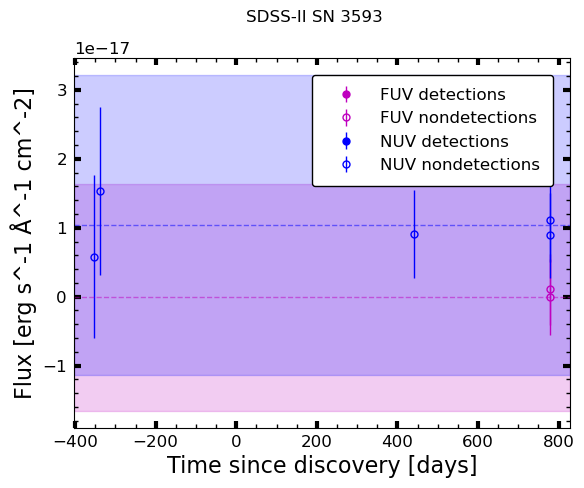 SDSS-II SN 3593
1e−17
FUV detections
FUV nondetections
NUV detections
NUV nondetections
3
2
1
0
−1
Flux [erg s^-1 Å^-1 cm^-2]
−400 −200 0 200 400 600 800
Time since discovery [days]